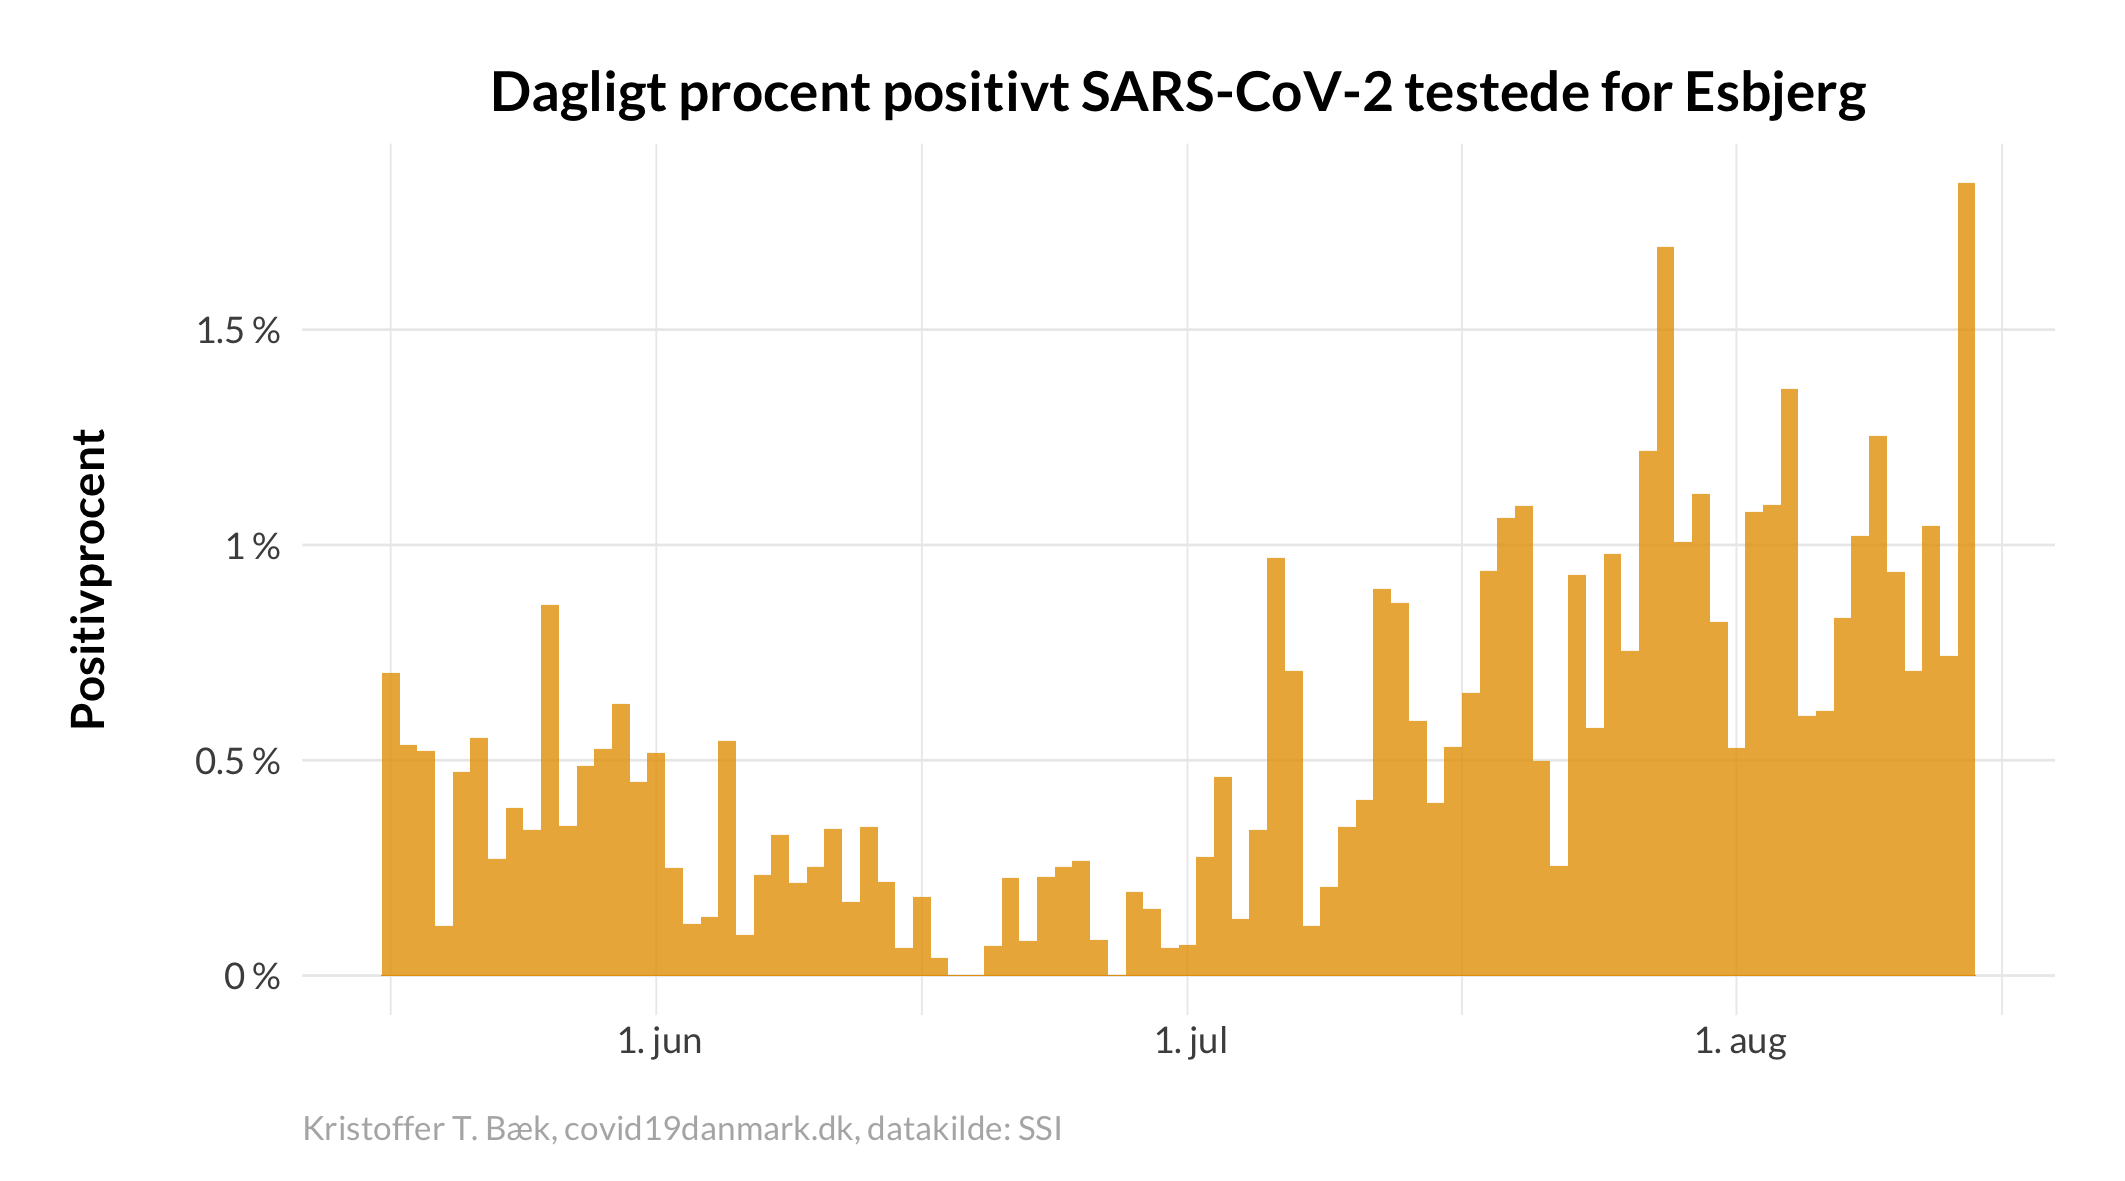 Dagligt procent positivt SARS-CoV-2 testede for Esbjerg
Positivprocent
1.5 %
1 %
0.5 %
0 %
1. jun
1. jul
1. aug
Kristoffer T. Bæk, covid19danmark.dk, datakilde: SSI